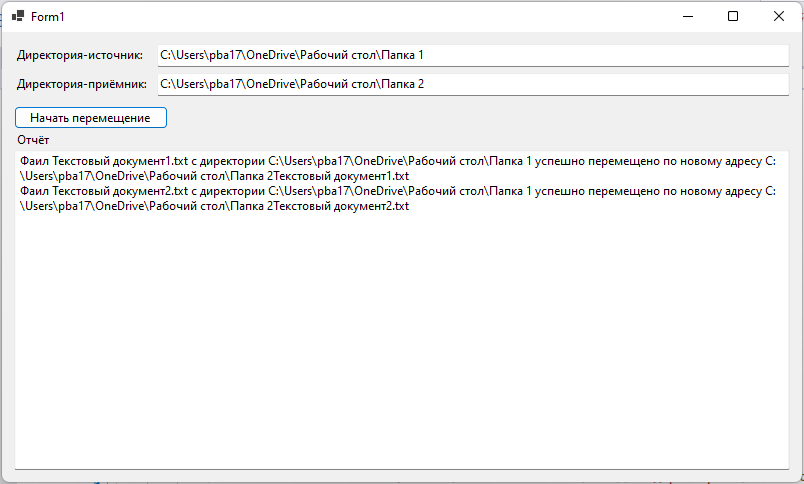 Form1
Директория-источник: C:\Users\pba17\OneDrive\Рабочий стол\Папка 1
Директория-приёмник: C:\Users\pba17\OneDrive\Рабочий стол\Папка 2
Начать перемещение
Отчёт
Фаил Текстовый документ1.txt с директории C:\Users\pba17\OneDrive\Рабочий стол\Папка 1 успешно перемещено по новому адресу C:
\Users\pba17\OneDrive\Рабочий стол\Папка 2Текстовый документ1.txt
Фаил Текстовый документ2.txt с директории C:\Users\pba17\OneDrive\Рабочий стол\Папка 1 успешно перемещено по новому адресу C:
\Users\pba17\OneDrive\Рабочий стол\Папка 2Текстовый документ2.txt